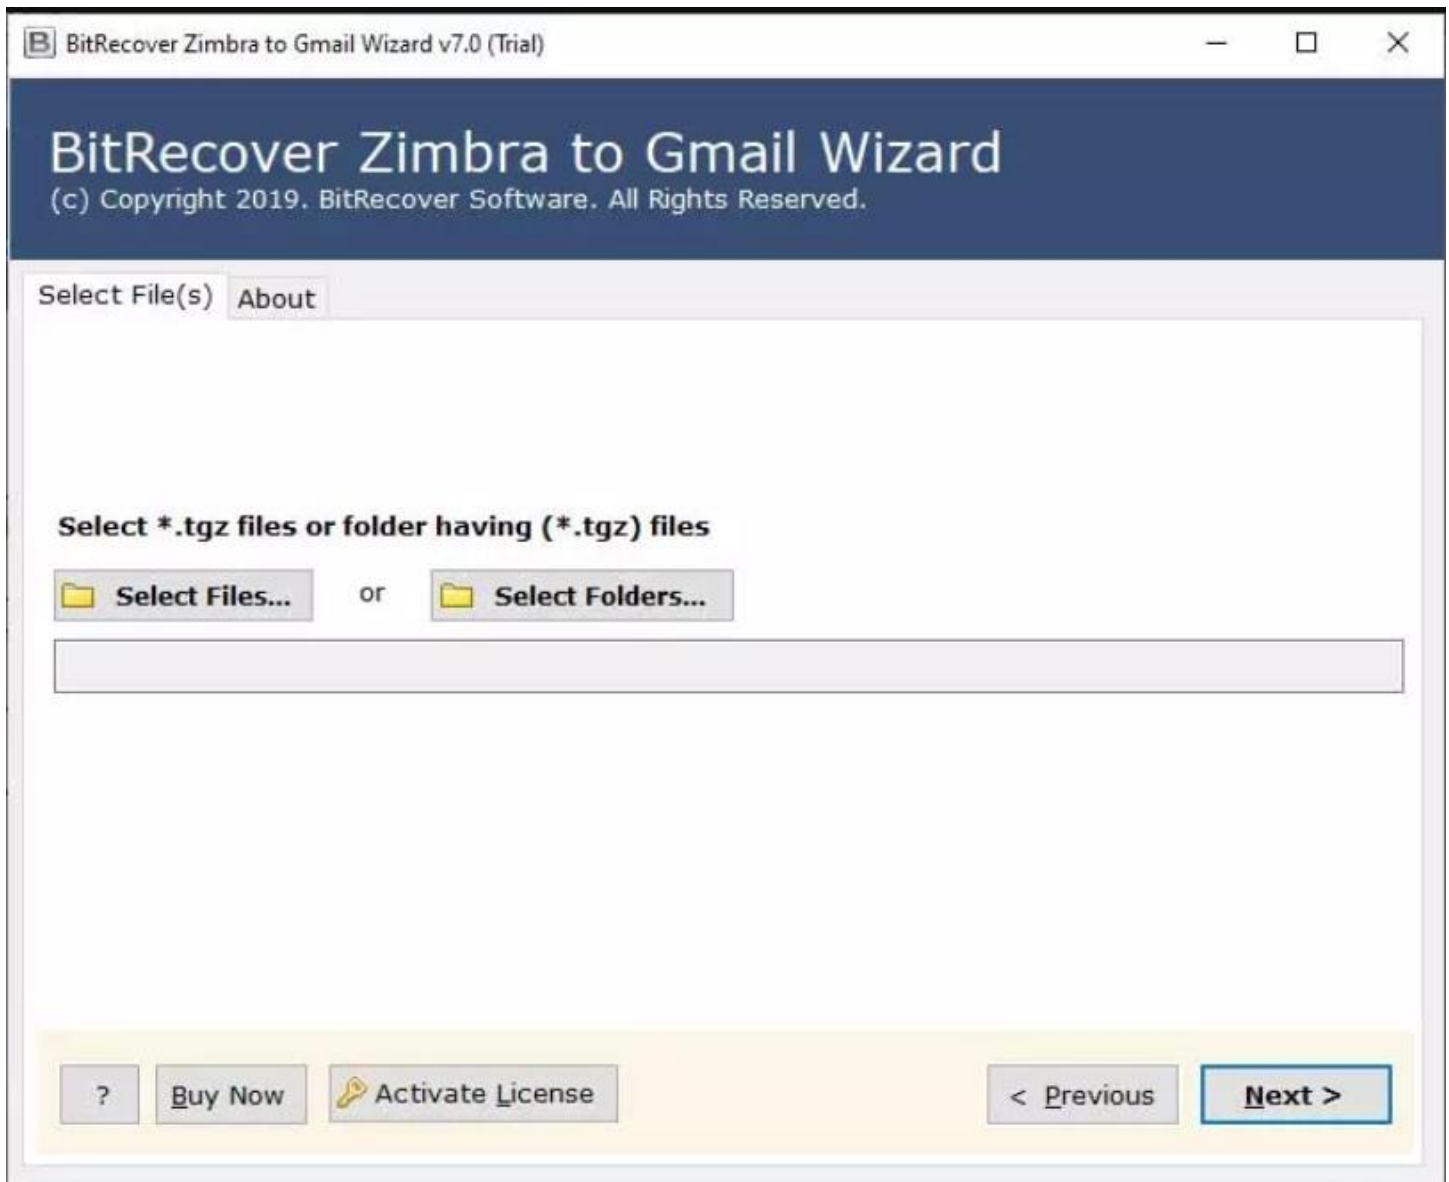 BitRecover Zimbra to Gmail Wizard v7.0 (Trial)
BitRecover Zimbra to Gmail Wizard
(c) Copyright 2019. BitRecover Software. All Rights Reserved.
Select File(s) About
Select *.tgz files or folder having (*.tgz) files
Select Files... or Select Folders...
? Buy Now Activate License < Previous Next >